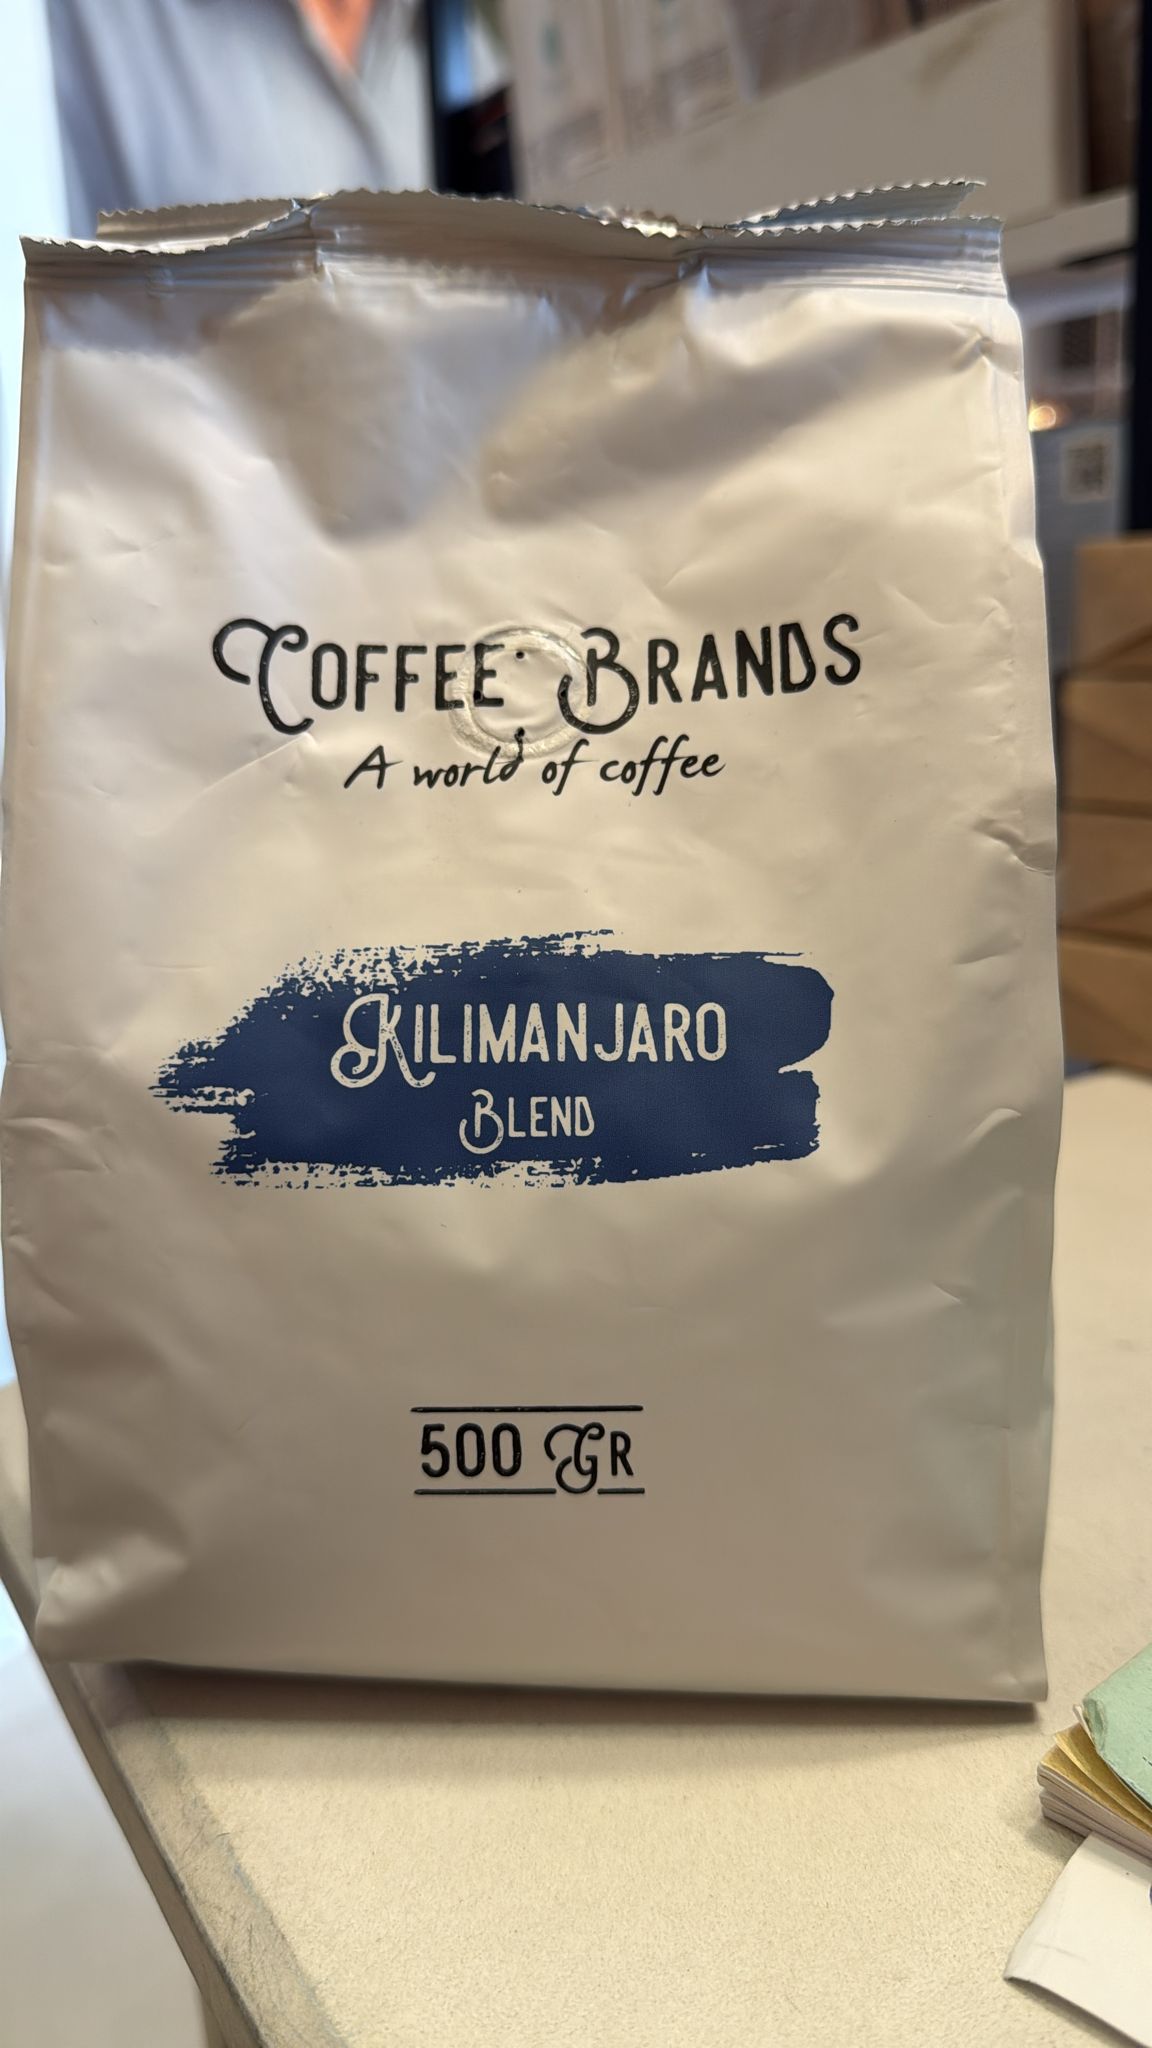 COFFEE BRANDS
A world of coffee
KILIMANJARO
BLEND
500 GR